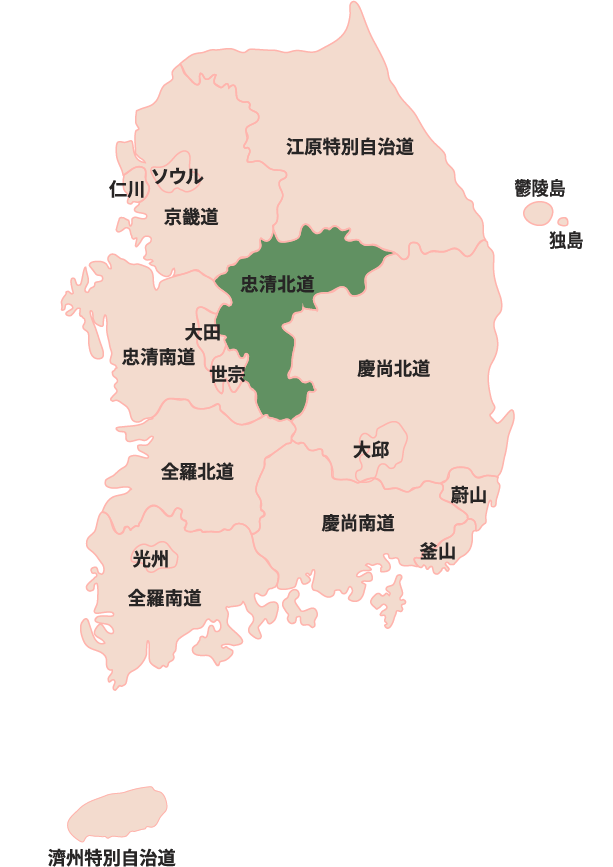 江原特別自治道
ソウル
仁川
京畿道
鬱陵島
独島
忠清北道
大田
忠清南道
世宗
慶尚北道
大邱
全羅北道
蔚山
慶尚南道
釜山
光州
全羅南道
済州特別自治道